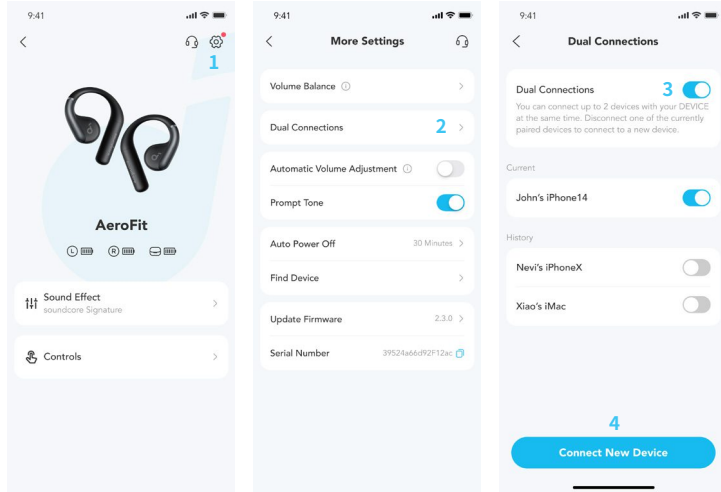 9:41
1
AeroFit
L
R
Sound Effect
soundcore Signature
Controls
9:41
More Settings
Volume Balance
Dual Connections
2
Automatic Volume Adjustment
Prompt Tone
Auto Power Off
30 Minutes
Find Device
Update Firmware
2.3.0
Serial Number
39524a66d92F12ac
9:41
Dual Connections
Dual Connections
3
You can connect up to 2 devices with your DEVICE
at the same time. Disconnect one of the currently
paired devices to connect to a new device.
Current
John's iPhone14
History
Nevi's iPhoneX
Xiao's iMac
4
Connect New Device